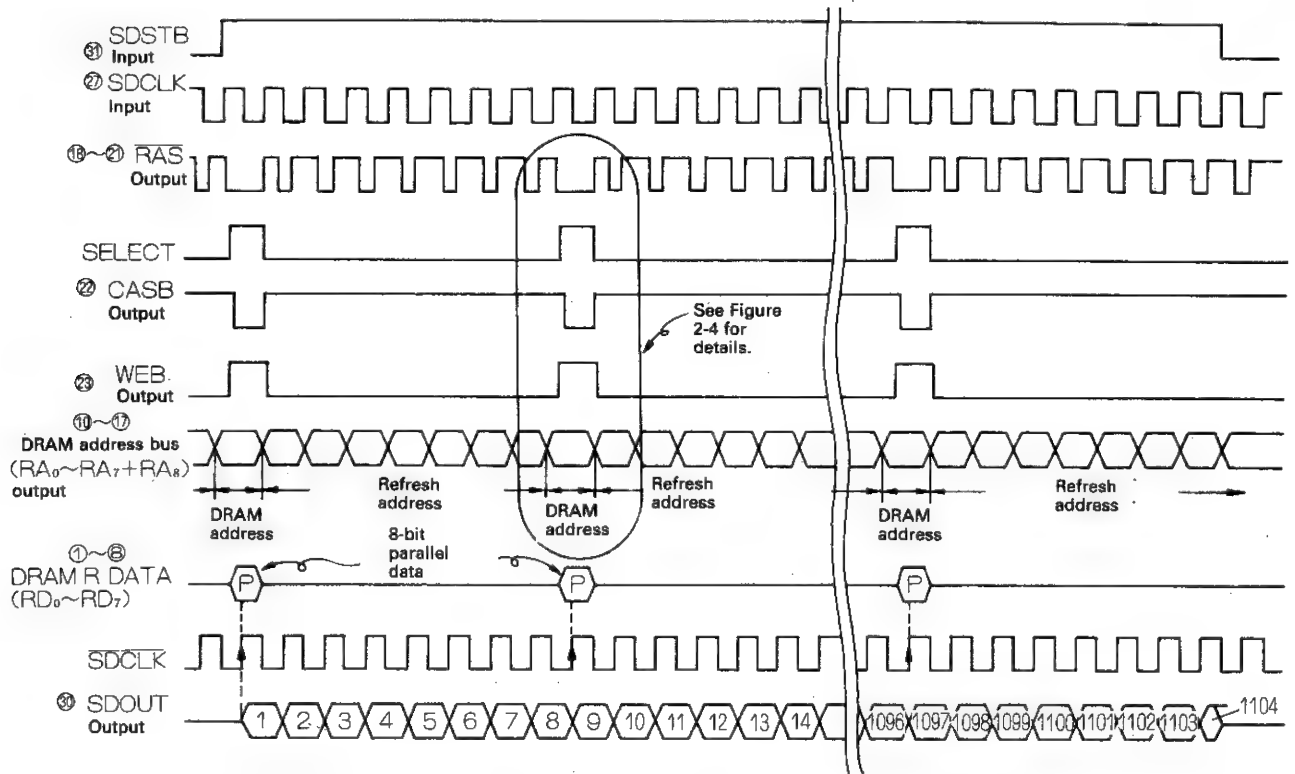 ㉛ SDSTB
Input
㉗ SDCLK
Input
⑱~㉑ R̅A̅S̅
Output
SELECT
㉒ CASB
Output
See Figure
2-4 for
details.
㉓ WEB.
Output
⑩~⑰
DRAM address bus
(RA₀~RA₇+RA₈)
output
Refresh
address
Refresh
address
Refresh
address
DRAM
address
DRAM
address
DRAM
address
①~⑧
DRAM R DATA
(RD₀~RD₇)
8-bit
parallel
data
P
P
P
S̅D̅C̅L̅K̅
㉚ SDOUT
Output
1 2 3 4 5 6 7 8 9 10 11 12 13 14 1096 1097 1098 1099 1100 1101 1102 1103 1104